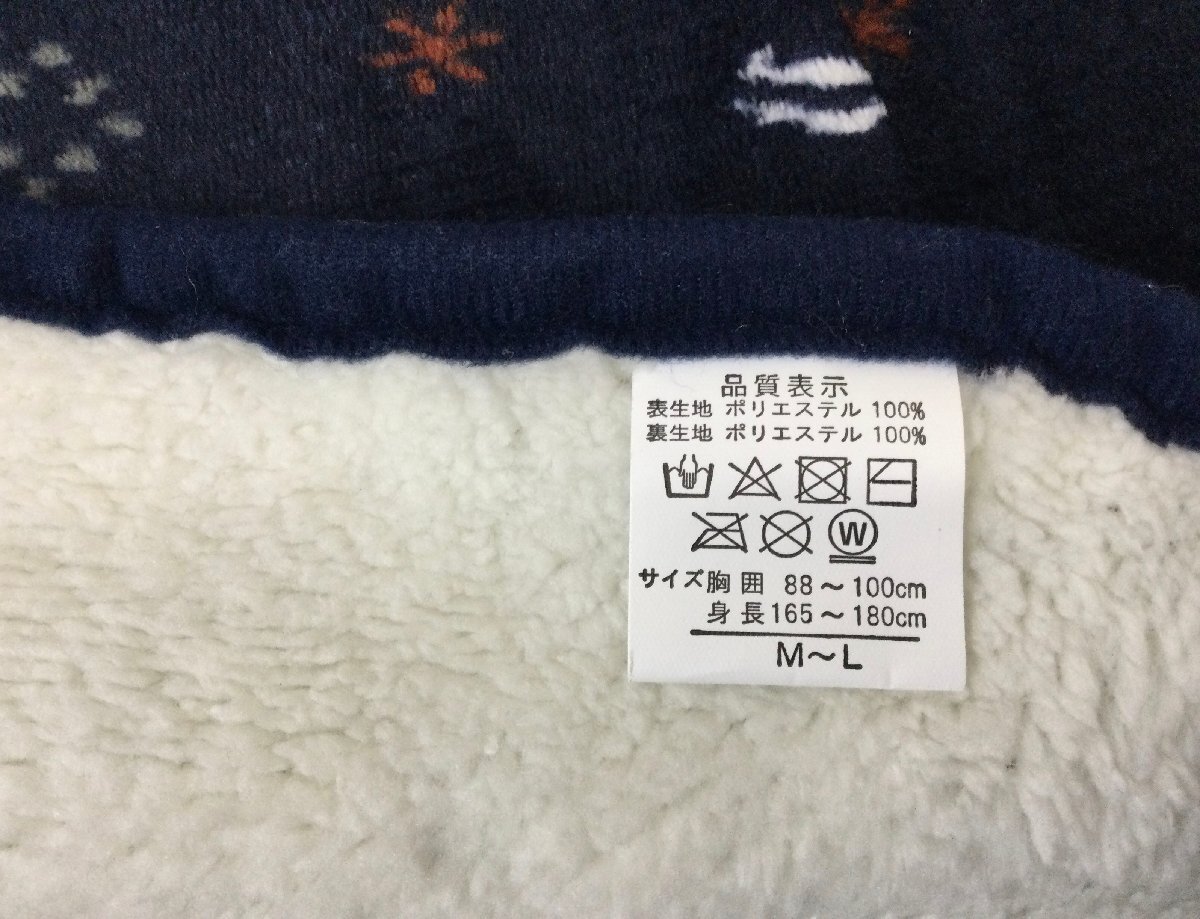 品質表示
表生地 ポリエステル 100%
裏生地 ポリエステル 100%
W
サイズ胸囲 88～100cm
身長165～180cm
M～L